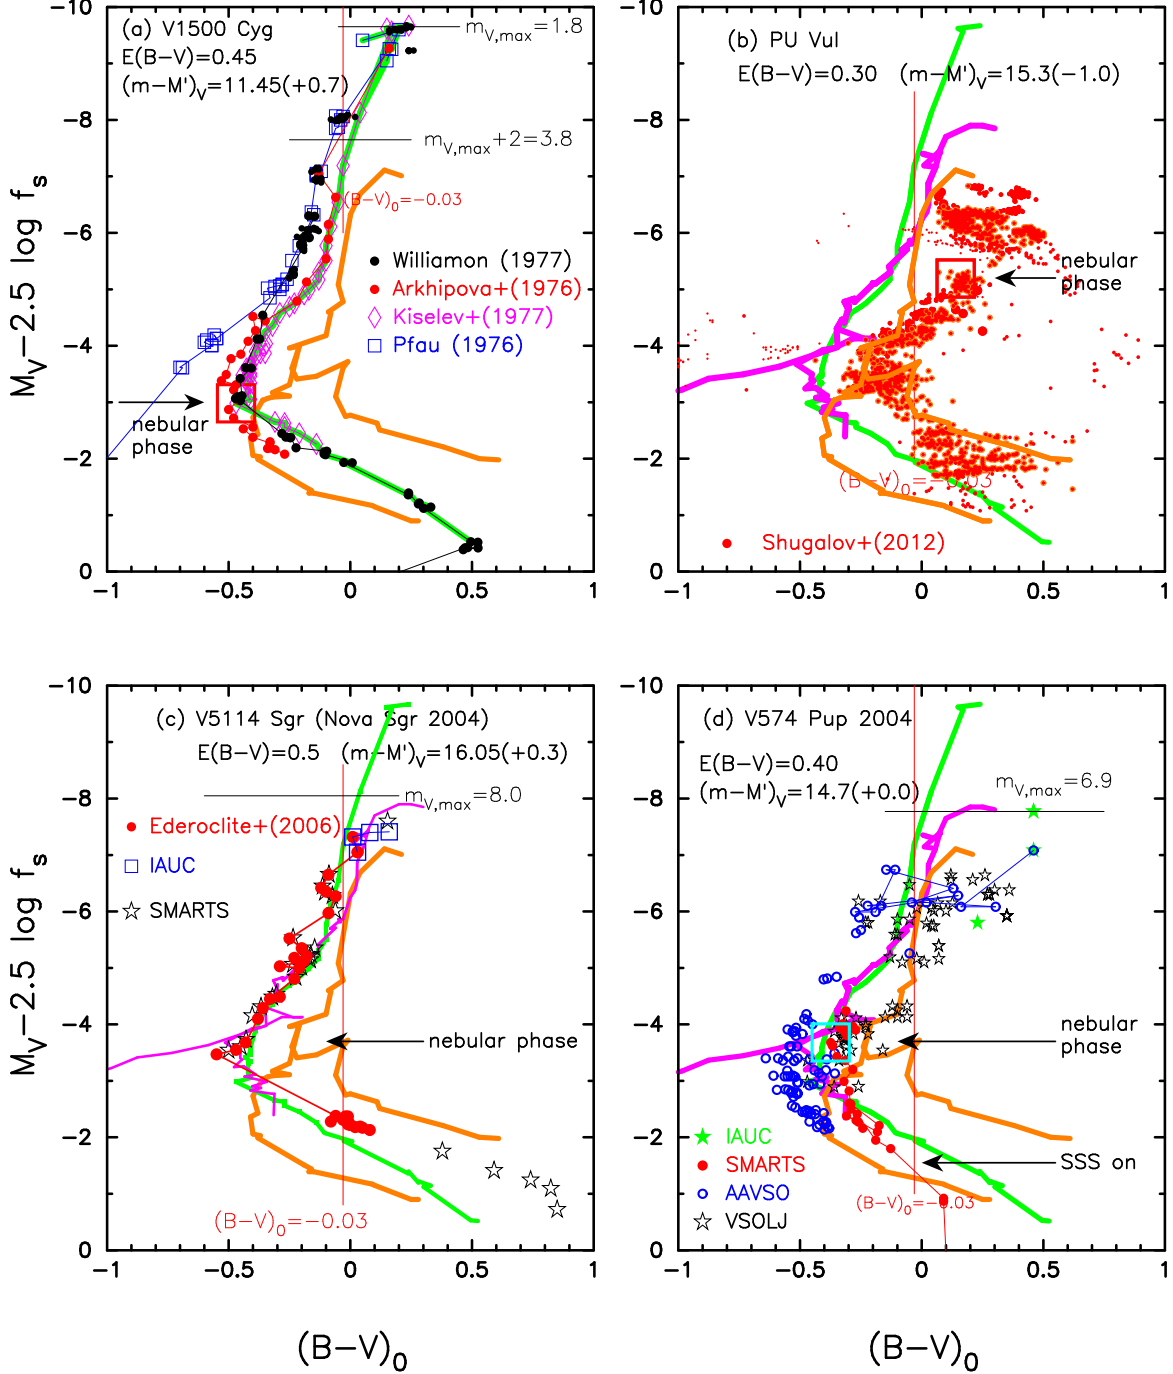 (a) V1500 Cyg
E(B−V)=0.45
(m−M')V=11.45(+0.7)
mV,max=1.8
mV,max+2=3.8
(B−V)0=−0.03
Williamon (1977)
Arkhipova+(1976)
Kiselev+(1977)
Pfau (1976)
nebular
phase
−8
−6
−4
−2
0
−1
−0.5
0
0.5
1
MV−2.5 log fs
(b) PU Vul
E(B−V)=0.30 (m−M')V=15.3(−1.0)
nebular
phase
(B−V)0=−0.03
Shugalov+(2012)
−10
−8
−6
−4
−2
0
−1
−0.5
0
0.5
1
(c) V5114 Sgr (Nova Sgr 2004)
E(B−V)=0.5 (m−M')V=16.05(+0.3)
mV,max=8.0
Ederoclite+(2006)
IAUC
SMARTS
nebular phase
(B−V)0=−0.03
−10
−8
−6
−4
−2
0
−1
−0.5
0
0.5
1
MV−2.5 log fs
(B−V)0
(d) V574 Pup 2004
E(B−V)=0.40
(m−M')V=14.7(+0.0)
mV,max=6.9
nebular
phase
IAUC
SMARTS
AAVSO
VSOLJ
SSS on
(B−V)0=−0.03
−10
−8
−6
−4
−2
0
−1
−0.5
0
0.5
1
(B−V)0